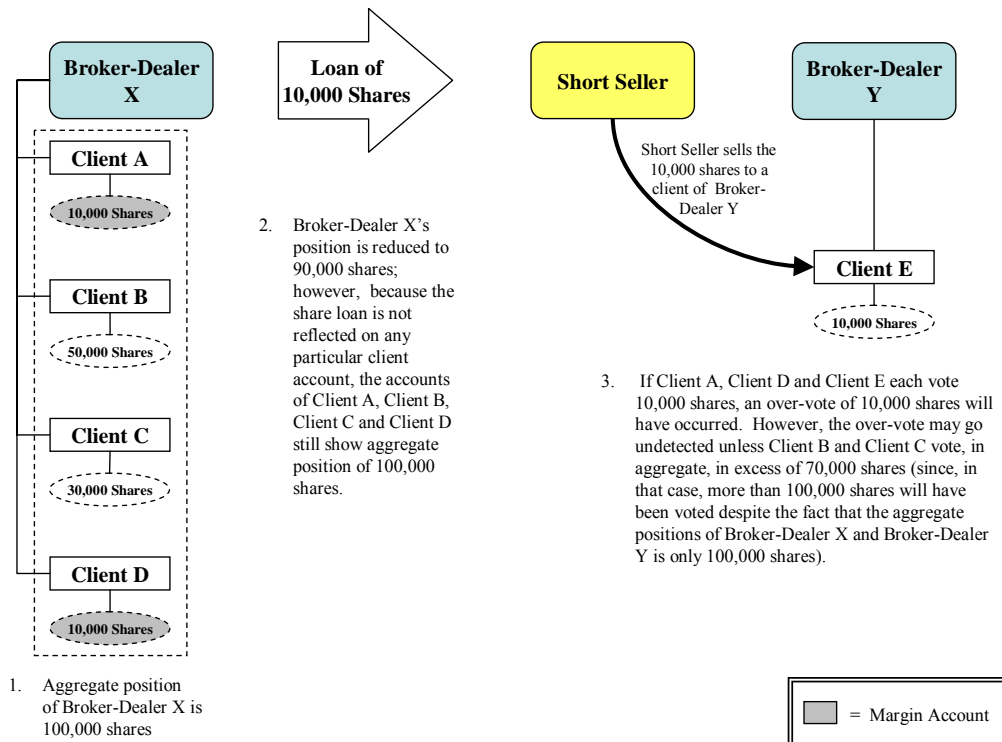 Broker-Dealer
X
Loan of
10,000 Shares
Short Seller
Broker-Dealer
Y
Client A
10,000 Shares
Client B
50,000 Shares
Client C
30,000 Shares
Client D
10,000 Shares
1. Aggregate position
of Broker-Dealer X is
100,000 shares
2. Broker-Dealer X’s
position is reduced to
90,000 shares;
however, because the
share loan is not
reflected on any
particular client
account, the accounts
of Client A, Client B,
Client C and Client D
still show aggregate
position of 100,000
shares.
Short Seller sells the
10,000 shares to a
client of Broker-
Dealer Y
Client E
10,000 Shares
3. If Client A, Client D and Client E each vote
10,000 shares, an over-vote of 10,000 shares will
have occurred. However, the over-vote may go
undetected unless Client B and Client C vote, in
aggregate, in excess of 70,000 shares (since, in
that case, more than 100,000 shares will have
been voted despite the fact that the aggregate
positions of Broker-Dealer X and Broker-Dealer
Y is only 100,000 shares).
= Margin Account